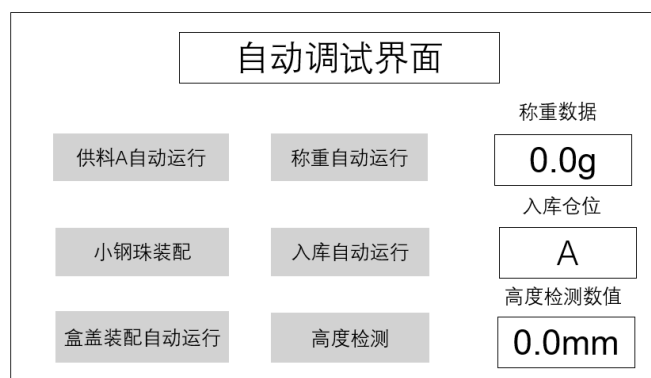 自动调试界面
称重数据
供料A自动运行
称重自动运行
0.0g
入库仓位
小钢珠装配
入库自动运行
A
高度检测数值
盒盖装配自动运行
高度检测
0.0mm